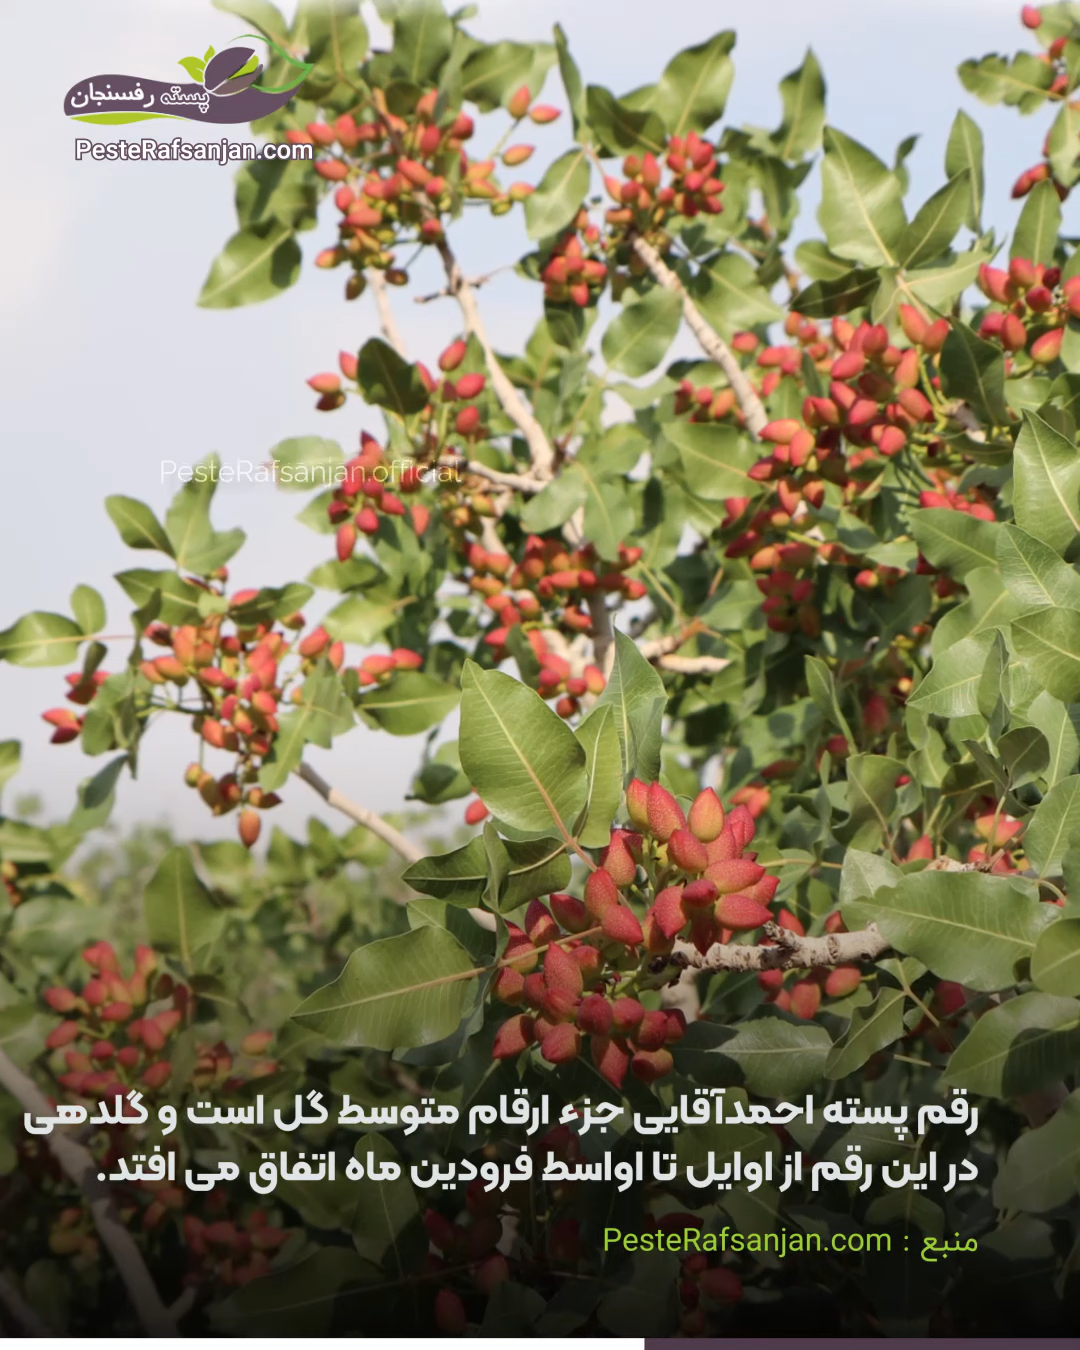 پسته رفسنجان
PesteRafsanjan.com
PesteRafsanjan.official
رقم پسته احمدآقایی جزء ارقام متوسط گل است و گلدهی
در این رقم از اوایل تا اواسط فرودین ماه اتفاق می افتد.
منبع : PesteRafsanjan.com